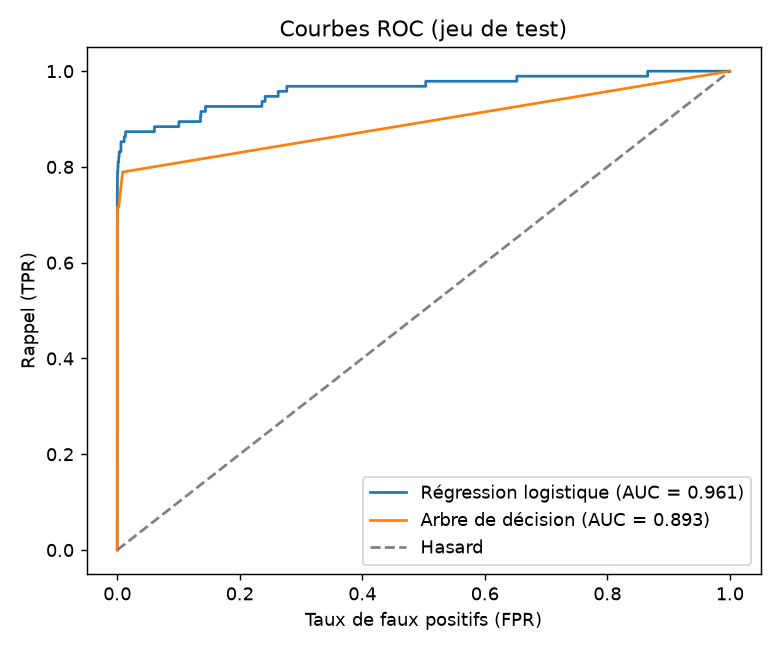 Courbes ROC (jeu de test)
Rappel (TPR)
1.0
0.8
0.6
0.4
0.2
0.0
0.0 0.2 0.4 0.6 0.8 1.0
Taux de faux positifs (FPR)
Régression logistique (AUC = 0.961)
Arbre de décision (AUC = 0.893)
Hasard